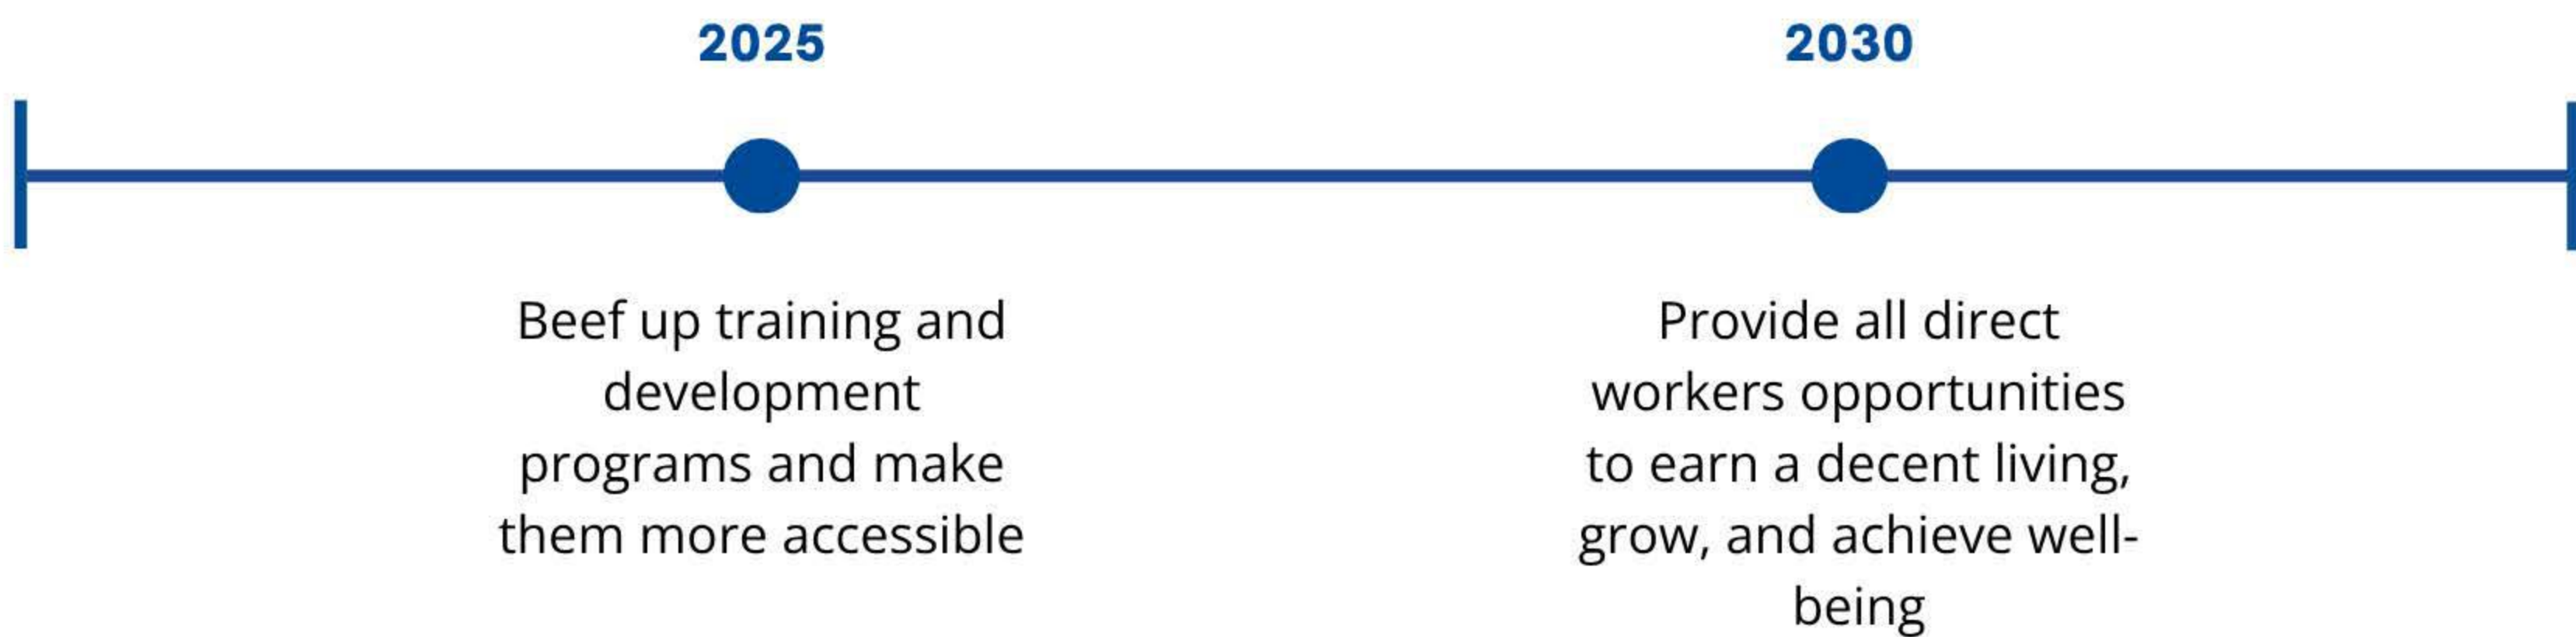 2025
2030
Beef up training and
development
programs and make
them more accessible
Provide all direct
workers opportunities
to earn a decent living,
grow, and achieve well-
being